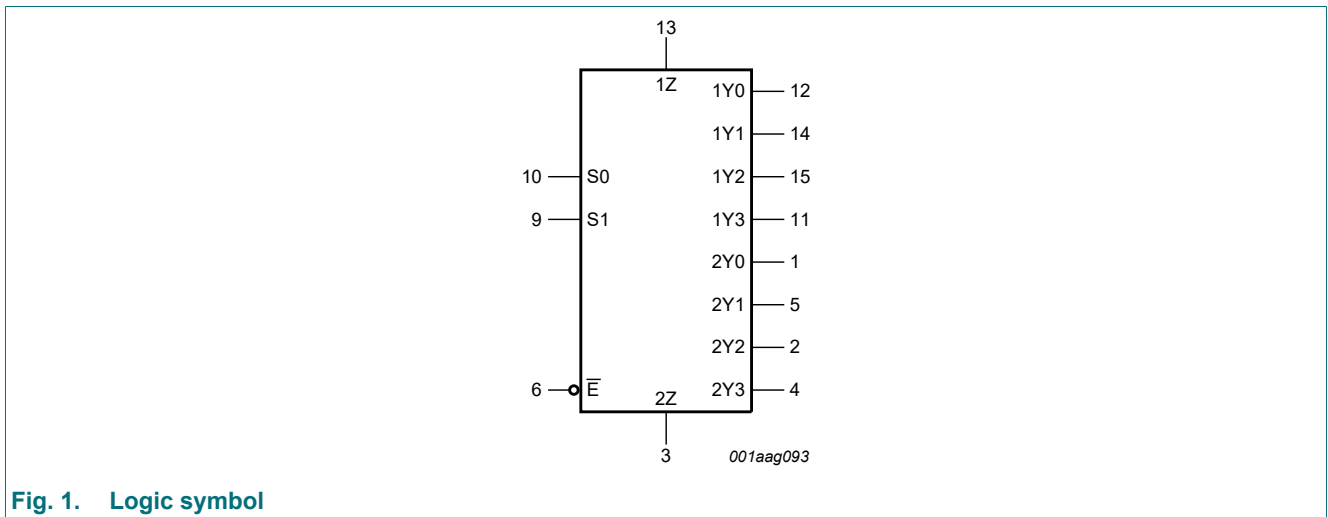 13
1Z
1Y0 12
1Y1 14
10 S0 1Y2 15
9 S1 1Y3 11
2Y0 1
2Y1 5
2Y2 2
6 E̅ 2Y3 4
2Z
3
001aag093
Fig. 1. Logic symbol